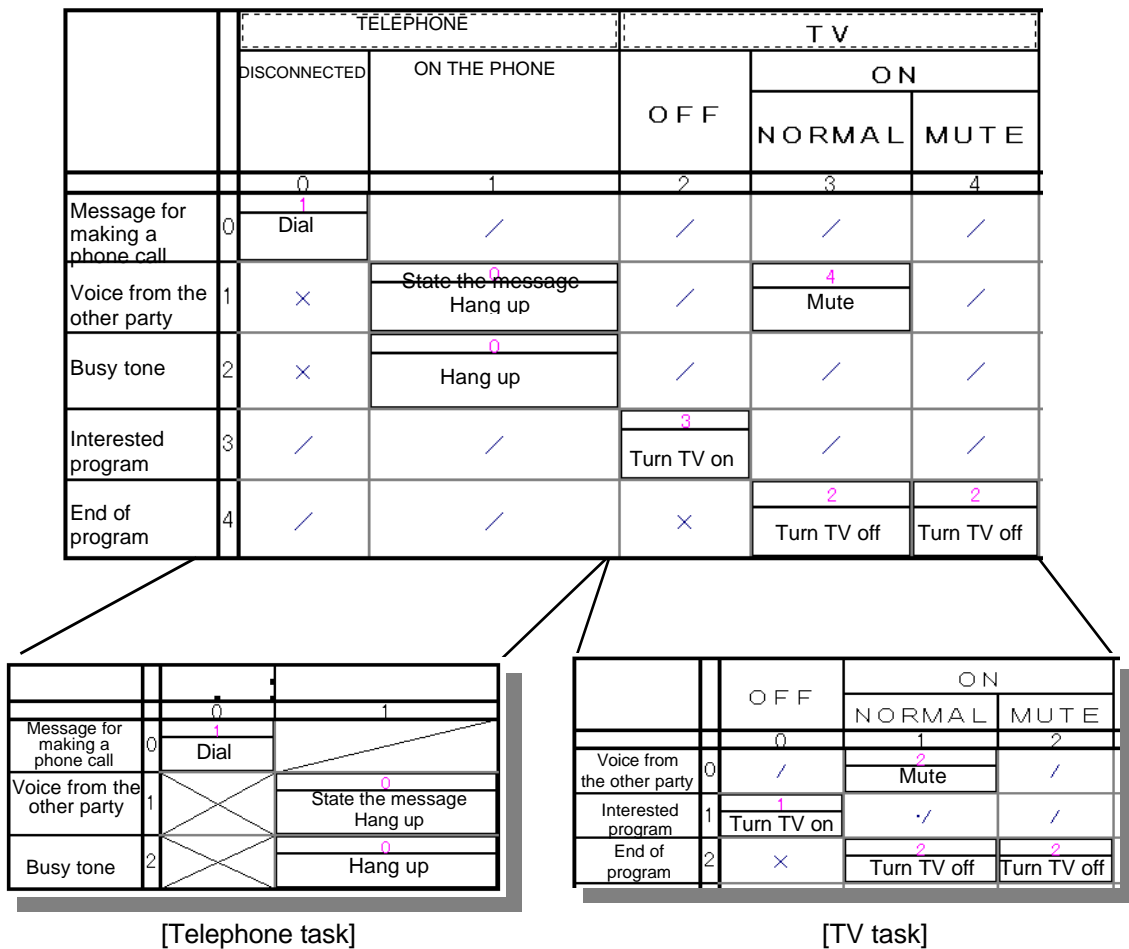 TELEPHONE TV
DISCONNECTED ON THE PHONE OFF ON
NORMAL MUTE
0 1 2 3 4
Message for making a phone call 0 1 Dial / / / /
Voice from the other party 1 × 0 State the message Hang up / 4 Mute /
Busy tone 2 × 0 Hang up / / /
Interested program 3 / / 3 Turn TV on / /
End of program 4 / / × 2 Turn TV off 2 Turn TV off
0 1
Message for making a phone call 0 1 Dial
Voice from the other party 1 0 State the message Hang up
Busy tone 2 0 Hang up
[Telephone task]
OFF ON
NORMAL MUTE
0 1 2
Voice from the other party 0 / 2 Mute /
Interested program 1 1 Turn TV on / /
End of program 2 × 2 Turn TV off 2 Turn TV off
[TV task]